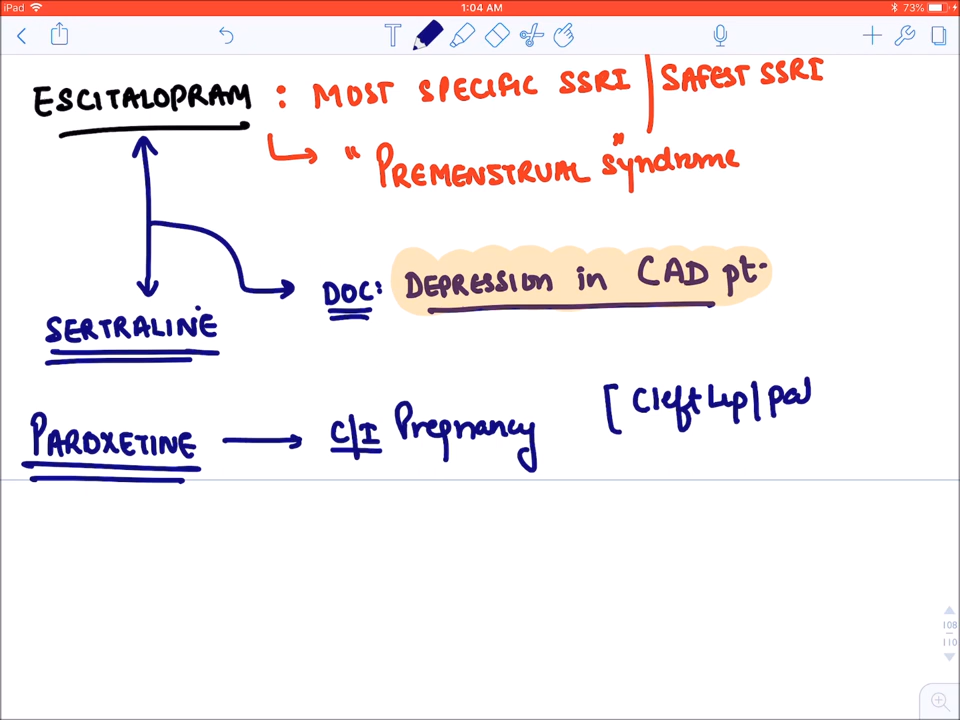 iPad 1:04 AM 73%
T
ESCITALOPRAM : MOST SPECIFIC SSRI | SAFEST SSRI
"PREMENSTRUAL Syndrome"
DOC: DEPRESSION in CAD pt.
SERTRALINE
PAROXETINE → C/I Pregnancy [Cleft Lip/Pal
108
110